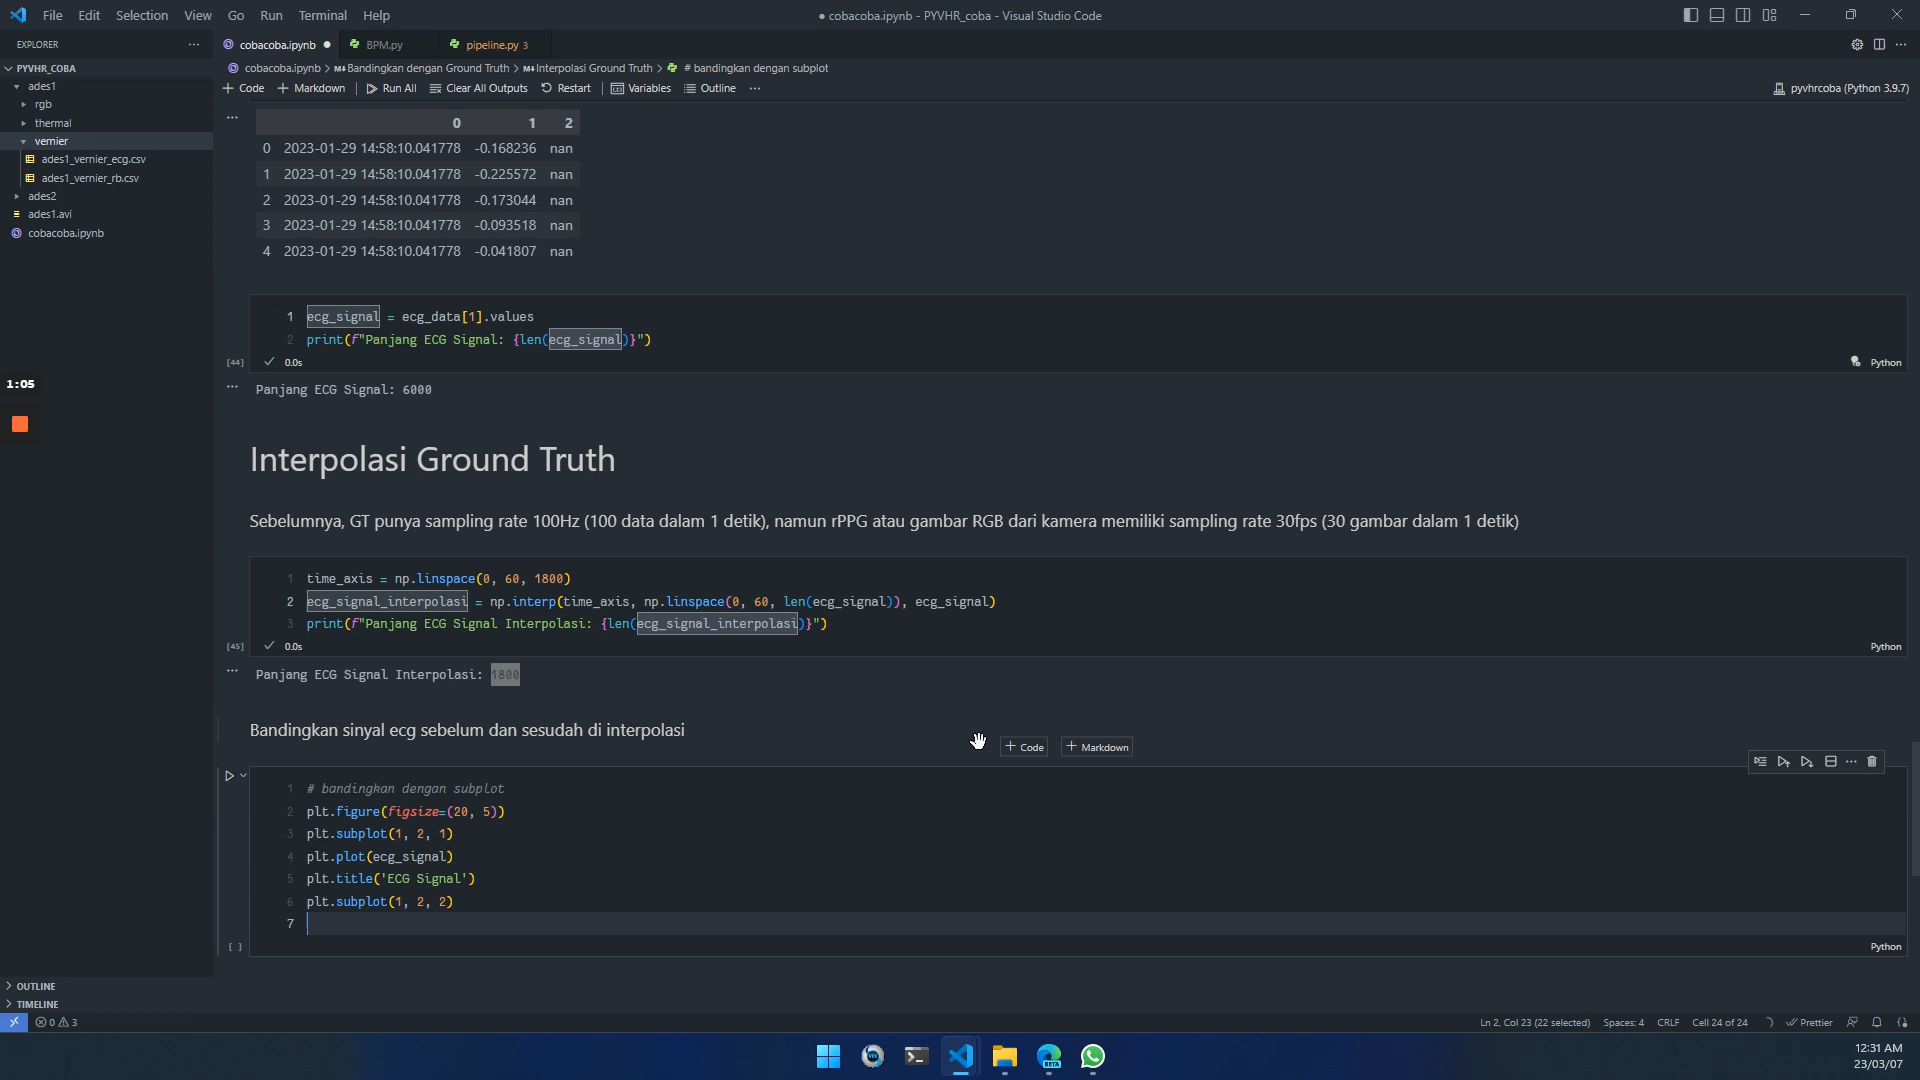 File Edit Selection View Go Run Terminal Help
● cobacoba.ipynb - PYVHR_coba - Visual Studio Code
EXPLORER
cobacoba.ipynb
BPM.py
pipeline.py 3
PYVHR_COBA
cobacoba.ipynb > M↓Bandingkan dengan Ground Truth > M↓Interpolasi Ground Truth > # bandingkan dengan subplot
ades1
+ Code + Markdown Run All Clear All Outputs Restart Variables Outline ...
pyvhrcoba (Python 3.9.7)
rgb
thermal
vernier
ades1_vernier_ecg.csv
ades1_vernier_rb.csv
ades2
ades1.avi
cobacoba.ipynb
0 1 2
0 2023-01-29 14:58:10.041778 -0.168236 nan
1 2023-01-29 14:58:10.041778 -0.225572 nan
2 2023-01-29 14:58:10.041778 -0.173044 nan
3 2023-01-29 14:58:10.041778 -0.093518 nan
4 2023-01-29 14:58:10.041778 -0.041807 nan
1 ecg_signal = ecg_data[1].values
2 print(f"Panjang ECG Signal: {len(ecg_signal)}")
[44] 0.0s Python
Panjang ECG Signal: 6000
1:05
Interpolasi Ground Truth
Sebelumnya, GT punya sampling rate 100Hz (100 data dalam 1 detik), namun rPPG atau gambar RGB dari kamera memiliki sampling rate 30fps (30 gambar dalam 1 detik)
1 time_axis = np.linspace(0, 60, 1800)
2 ecg_signal_interpolasi = np.interp(time_axis, np.linspace(0, 60, len(ecg_signal)), ecg_signal)
3 print(f"Panjang ECG Signal Interpolasi: {len(ecg_signal_interpolasi)}")
[45] 0.0s Python
Panjang ECG Signal Interpolasi: 1800
Bandingkan sinyal ecg sebelum dan sesudah di interpolasi
+ Code + Markdown
1 # bandingkan dengan subplot
2 plt.figure(figsize=(20, 5))
3 plt.subplot(1, 2, 1)
4 plt.plot(ecg_signal)
5 plt.title('ECG Signal')
6 plt.subplot(1, 2, 2)
7
[ ] Python
OUTLINE
TIMELINE
0 3
Ln 2, Col 23 (22 selected) Spaces: 4 CRLF Cell 24 of 24 Prettier
BETA
12:31 AM
23/03/07